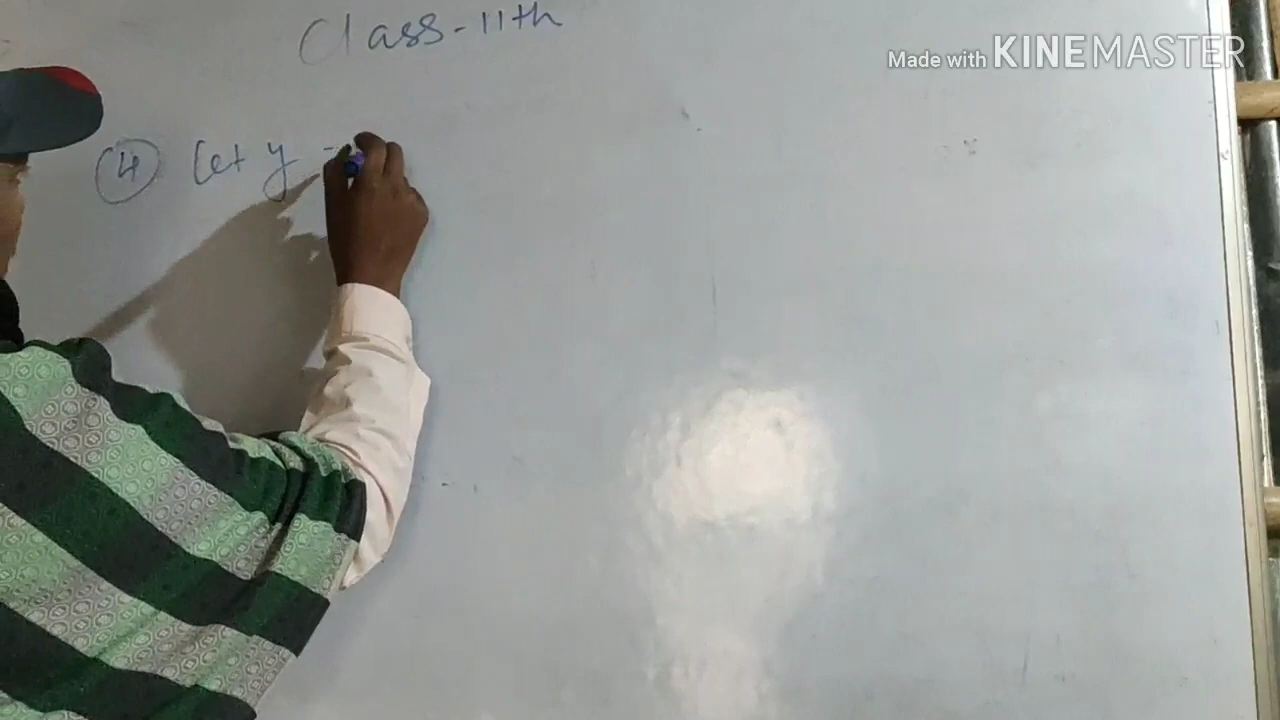 Class-11th
Made with KINEMASTER
④ Let y =